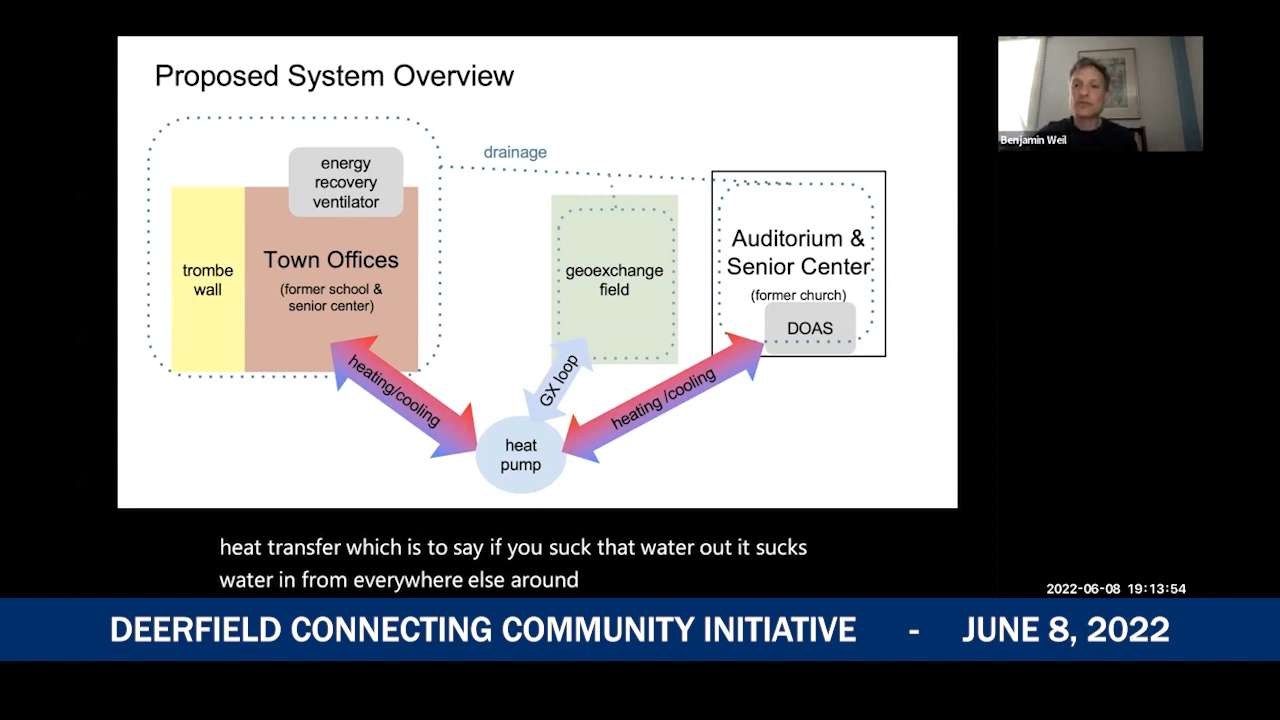 Proposed System Overview
energy
recovery
ventilator
drainage
trombe
wall
Town Offices
(former school &
senior center)
geoexchange
field
Auditorium &
Senior Center
(former church)
DOAS
heating/cooling
GX loop
heating /cooling
heat
pump
Benjamin Weil
heat transfer which is to say if you suck that water out it sucks
water in from everywhere else around
2022-06-08 19:13:54
DEERFIELD CONNECTING COMMUNITY INITIATIVE - JUNE 8, 2022